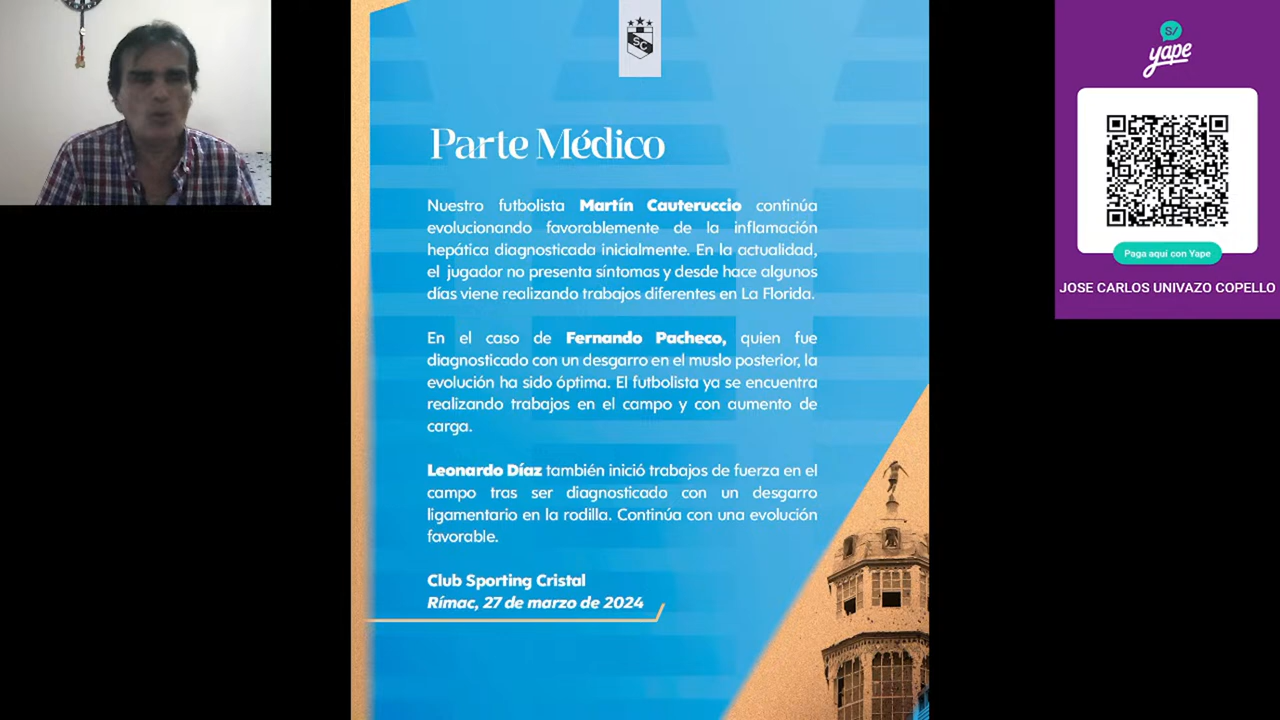 SC
Parte Médico
Nuestro futbolista Martín Cauteruccio continúa
evolucionando favorablemente de la inflamación
hepática diagnosticada inicialmente. En la actualidad,
el jugador no presenta síntomas y desde hace algunos
días viene realizando trabajos diferentes en La Florida.
En el caso de Fernando Pacheco, quien fue
diagnosticado con un desgarro en el muslo posterior, la
evolución ha sido óptima. El futbolista ya se encuentra
realizando trabajos en el campo y con aumento de
carga.
Leonardo Díaz también inició trabajos de fuerza en el
campo tras ser diagnosticado con un desgarro
ligamentario en la rodilla. Continúa con una evolución
favorable.
Club Sporting Cristal
Rímac, 27 de marzo de 2024
S/
yape
Paga aquí con Yape
JOSE CARLOS UNIVAZO COPELLO